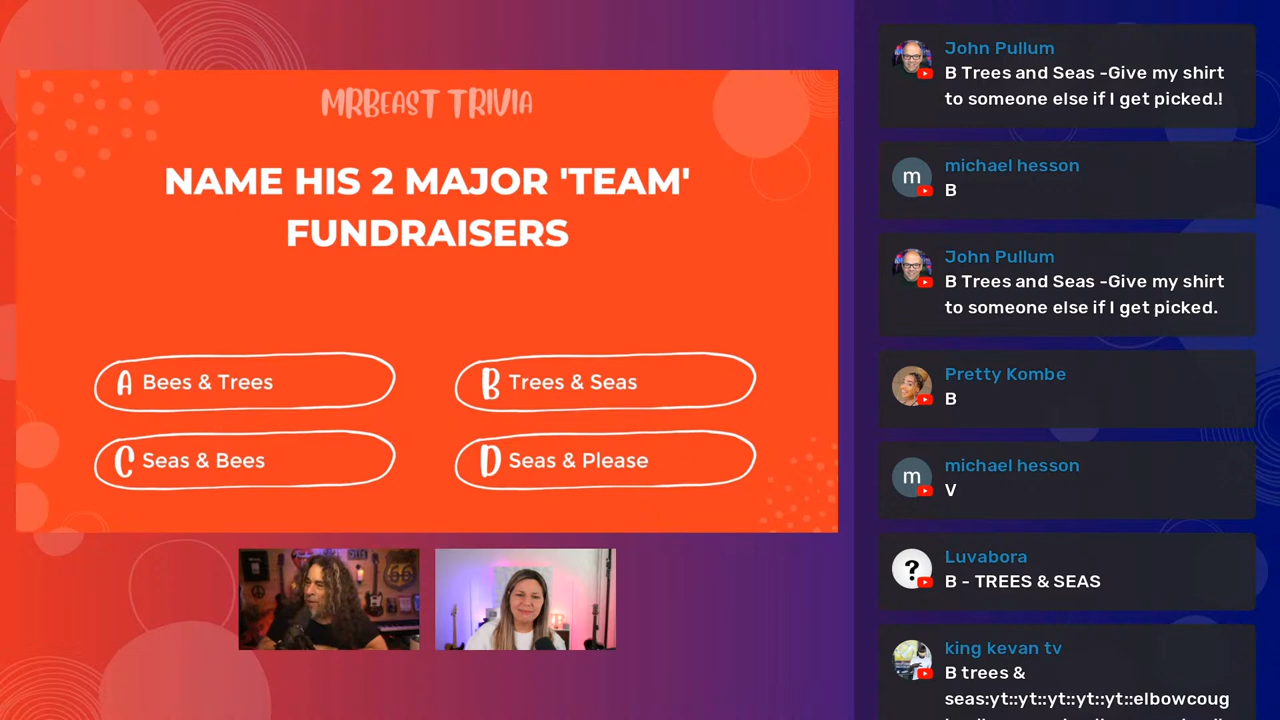 MRBEAST TRIVIA
NAME HIS 2 MAJOR 'TEAM'
FUNDRAISERS
A Bees & Trees
B Trees & Seas
C Seas & Bees
D Seas & Please
66
John Pullum
B Trees and Seas -Give my shirt
to someone else if I get picked.!
m
michael hesson
B
John Pullum
B Trees and Seas -Give my shirt
to someone else if I get picked.
Pretty Kombe
B
m
michael hesson
V
?
Luvabora
B - TREES & SEAS
king kevan tv
B trees &
seas:yt::yt::yt::yt::yt::elbowcoug